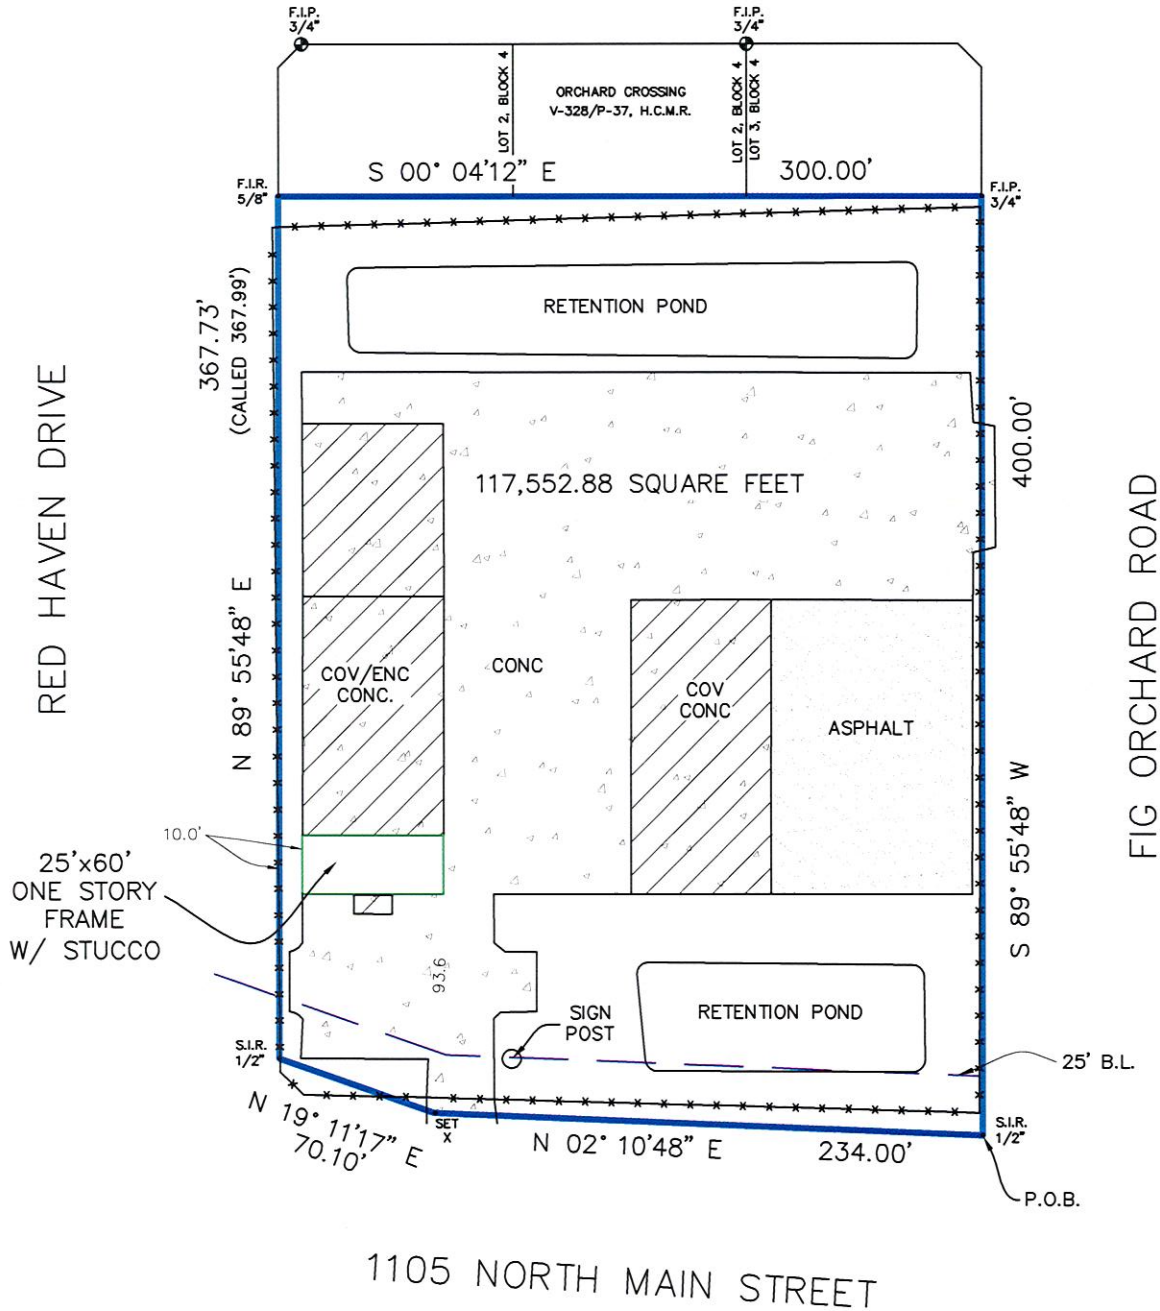 F.I.P.
3/4"
F.I.P.
3/4"
LOT 2, BLOCK 4
ORCHARD CROSSING
V-328/P-37, H.C.M.R.
LOT 2, BLOCK 4
LOT 3, BLOCK 4
S 00° 04'12" E
300.00'
F.I.R.
5/8"
F.I.P.
3/4"
RETENTION POND
367.73'
(CALLED 367.99')
400.00'
RED HAVEN DRIVE
117,552.88 SQUARE FEET
FIG ORCHARD ROAD
N 89° 55'48" E
COV/ENC
CONC.
CONC
COV
CONC
ASPHALT
S 89° 55'48" W
10.0'
25'x60'
ONE STORY
FRAME
W/ STUCCO
93.6
SIGN
POST
RETENTION POND
25' B.L.
S.I.R.
1/2"
N 19° 11'17" E
70.10'
SET
X
N 02° 10'48" E
234.00'
S.I.R.
1/2"
P.O.B.
1105 NORTH MAIN STREET